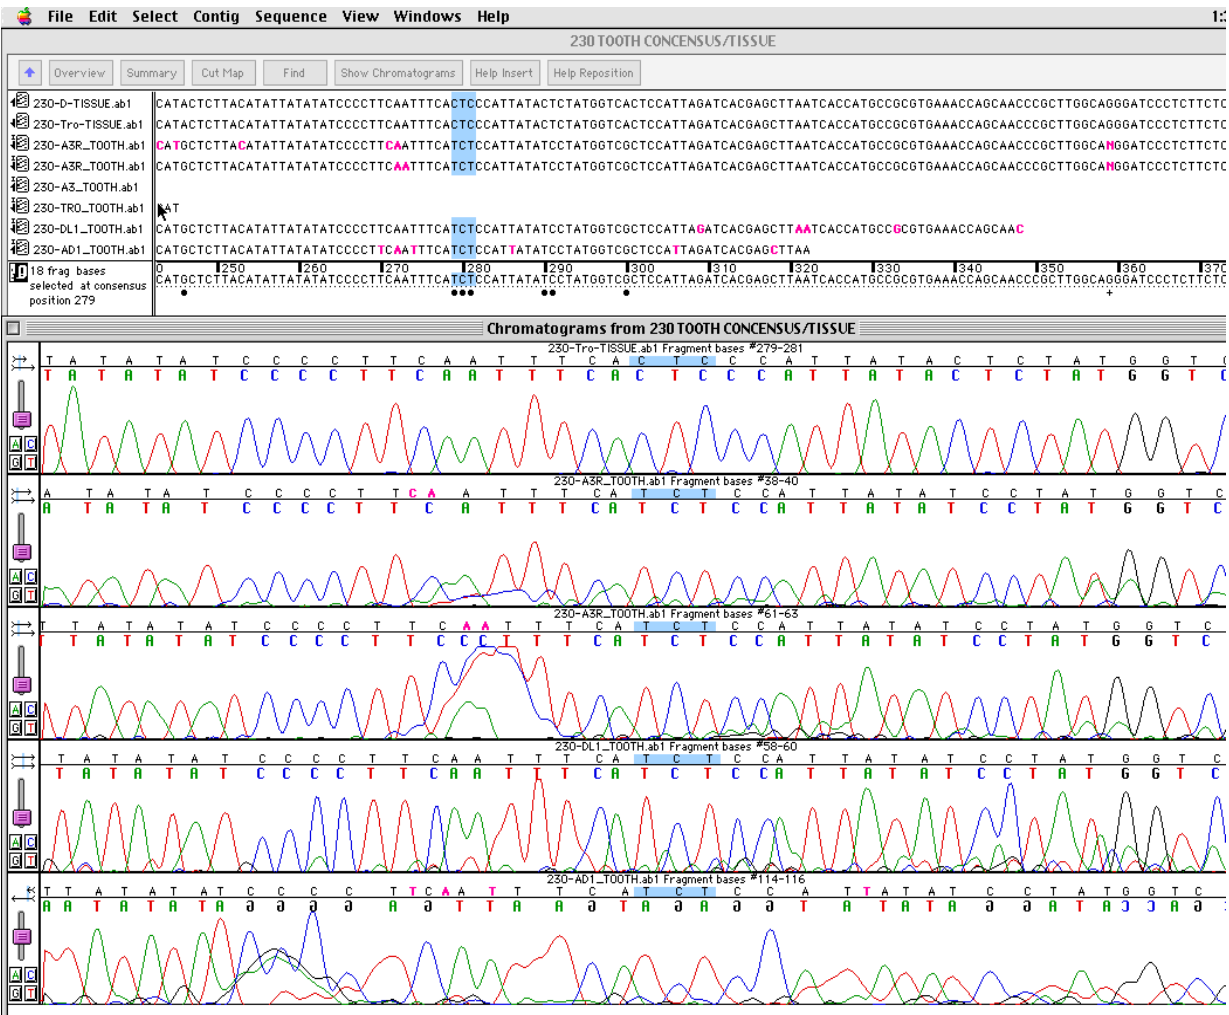 File Edit Select Contig Sequence View Windows Help
230 TOOTH CONCENSUS/TISSUE
Overview Summary Cut Map Find Show Chromatograms Help Insert Help Reposition
230-D-TISSUE.ab1 CATACTCTTACATATTATATATCCCCTTCAATTTCACTCCCATTATACTCTATGGTCACTCCATTAGATCACGAGCTTAATCACCATGCCGCGTGAAACCAGCAACCCGCTTGGCAGGGATCCCTCTTCTC
230-Tro-TISSUE.ab1 CATACTCTTACATATTATATATCCCCTTCAATTTCACTCCCATTATACTCTATGGTCACTCCATTAGATCACGAGCTTAATCACCATGCCGCGTGAAACCAGCAACCCGCTTGGCAGGGATCCCTCTTCTC
230-A3R_TOOTH.ab1 CATGCTCTTACATATTATATATCCCCTTCAATTTCATCTCCATTATATCCTATGGTCGCTCCATTAGATCACGAGCTTAATCACCATGCCGCGTGAAACCAGCAACCCGCTTGGCANGGATCCCTCTTCTC
230-A3R_TOOTH.ab1 CATGCTCTTACATATTATATATCCCCTTCAATTTCATCTCCATTATATCCTATGGTCGCTCCATTAGATCACGAGCTTAATCACCATGCCGCGTGAAACCAGCAACCCGCTTGGCANGGATCCCTCTTCTC
230-A3_TOOTH.ab1
230-TRO_TOOTH.ab1 AT
230-DL1_TOOTH.ab1 CATGCTCTTACATATTATATATCCCCTTCAATTTCATCTCCATTATATCCTATGGTCGCTCCATTAGATCACGAGCTTAATCACCATGCCGCGTGAAACCAGCAAC
230-AD1_TOOTH.ab1 CATGCTCTTACATATTATATATCCCCTTCAATTTCATCTCCATTATATCCTATGGTCGCTCCATTAGATCACGAGCTTAA
18 frag bases selected at consensus position 279
0 250 260 270 280 290 300 310 320 330 340 350 360 370
CATGCTCTTACATATTATATATCCCCTTCAATTTCATCTCCATTATATCCTATGGTCGCTCCATTAGATCACGAGCTTAATCACCATGCCGCGTGAAACCAGCAACCCGCTTGGCAGGGATCCCTCTTCTC
Chromatograms from 230 TOOTH CONCENSUS/TISSUE
230-Tro-TISSUE.ab1 Fragment bases #279-281
T A T A T A T C C C C T T C A A T T T C A C T C C C A T T A T A C T C T A T G G T C
T A T A T A T C C C C T T C A A T T T C A C T C C C A T T A T A C T C T A T G G T C
A C
G T
230-A3R_TOOTH.ab1 Fragment bases #38-40
A T A T A T C C C C T T C A A T T T C A T C T C C A T T A T A T C C T A T G G T C
A T A T A T C C C C T T C A T T T C A T C T C C A T T A T A T C C T A T G G T C
A C
G T
230-A3R_TOOTH.ab1 Fragment bases #61-63
T T A T A T A T C C C C T T C A A T T T C A T C T C C A T T A T A T C C T A T G G T C
T T A T A T A T C C C C T T C C C T T T C A T C T C C A T T A T A T C C T A T G G T C
A C
G T
230-DL1_TOOTH.ab1 Fragment bases #58-60
T A T A T A T C C C C T T C A A T T T C A T C T C C A T T A T A T C C T A T G G T C
T A T A T A T C C C C T T C A A T T T C A T C T C C A T T A T A T C C T A T G G T C
A C
G T
230-AD1_TOOTH.ab1 Fragment bases #114-116
A C
G T